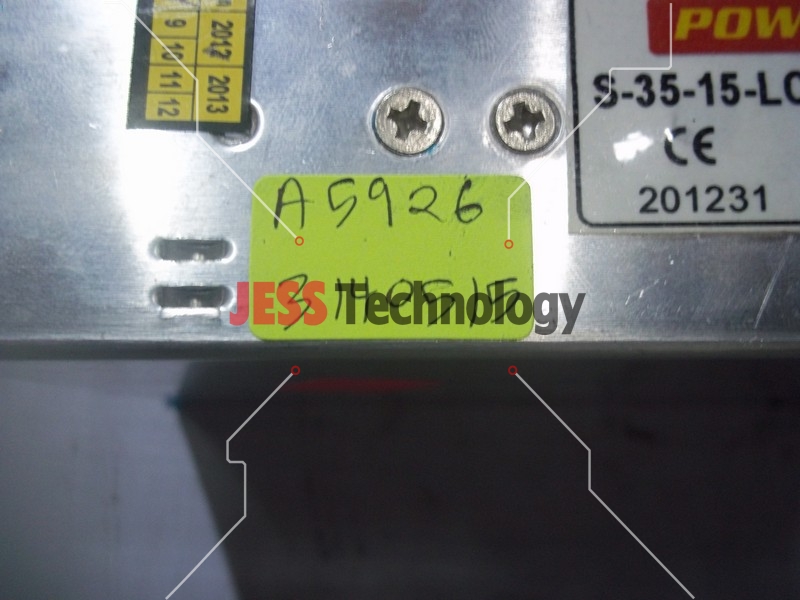 2012 2013
9 10 11 12
POW
S-35-15-LC
CE
201231
A5926
JESS Technology